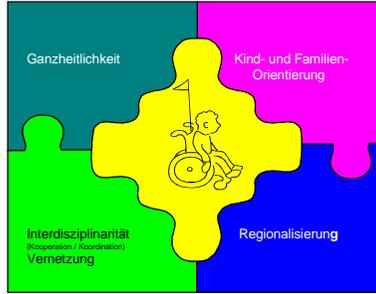 Ganzheitlichkeit
Kind- und Familien-
Orientierung
Interdisziplinarität
(Kooperation / Koordination)
Vernetzung
Regionalisierung